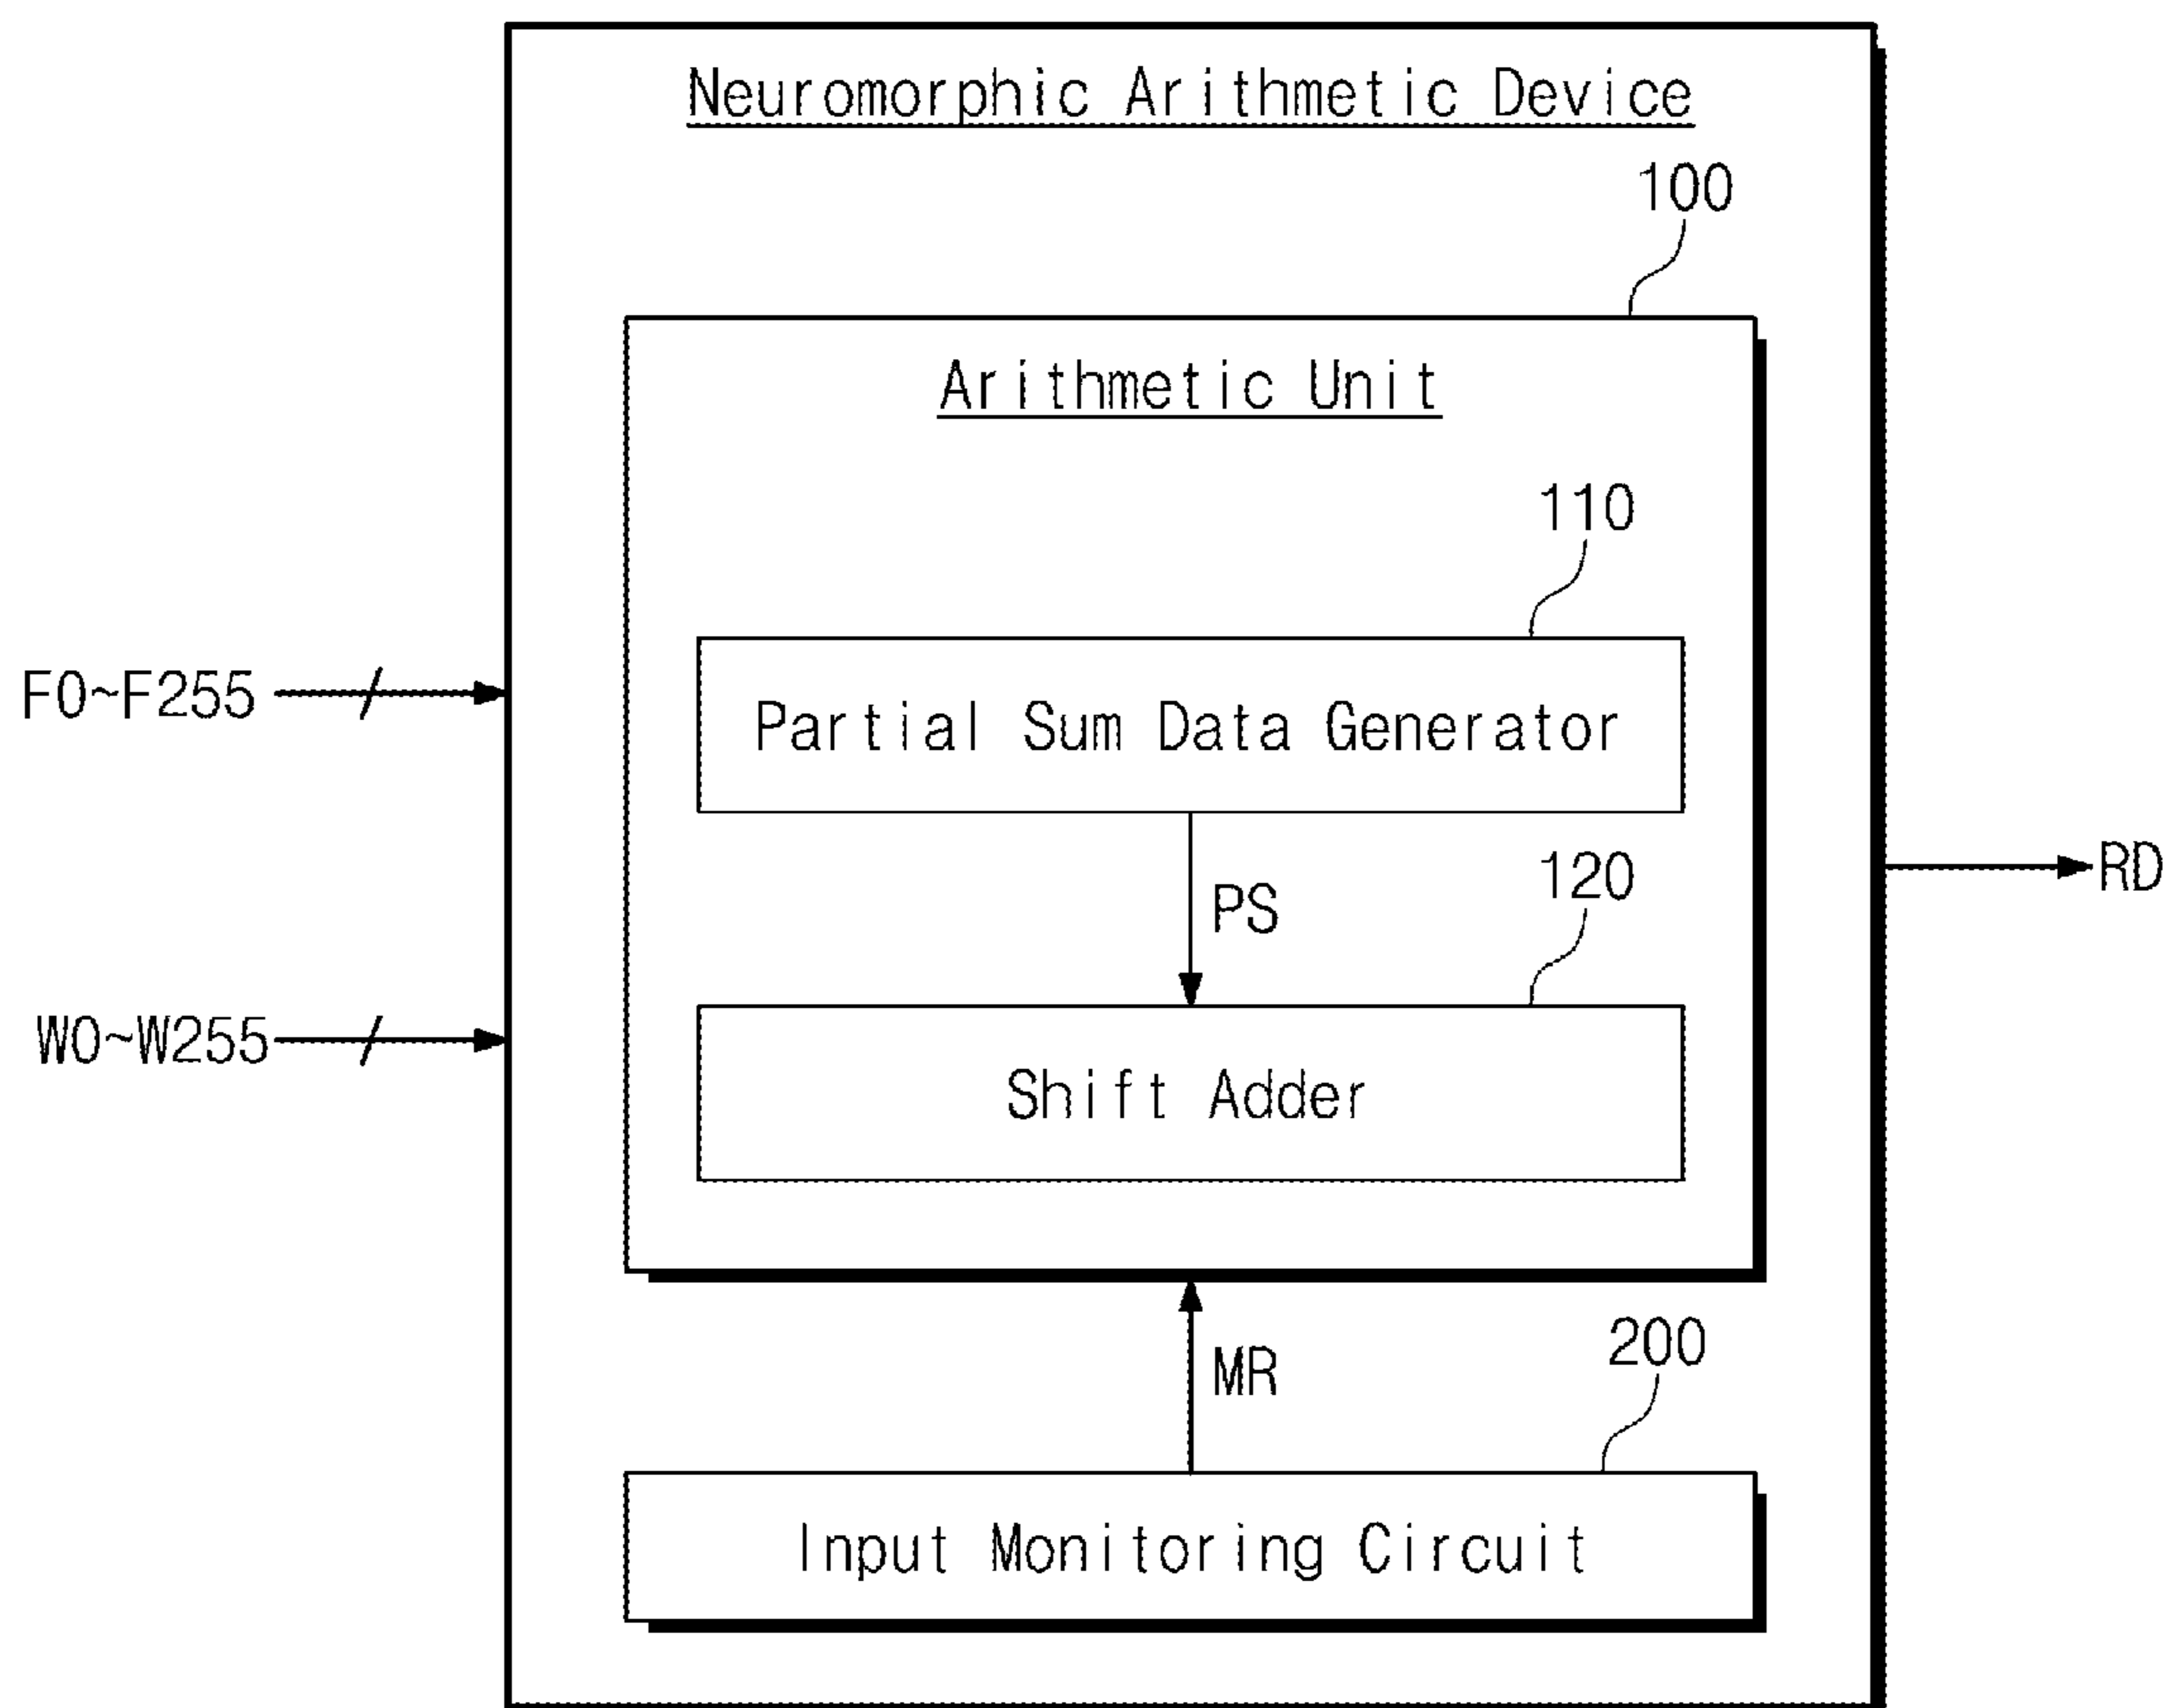 Neuromorphic Arithmetic Device
100
Arithmetic Unit
110
F0~F255
Partial Sum Data Generator
RD
120
PS
W0~W255
Shift Adder
MR
200
Input Monitoring Circuit